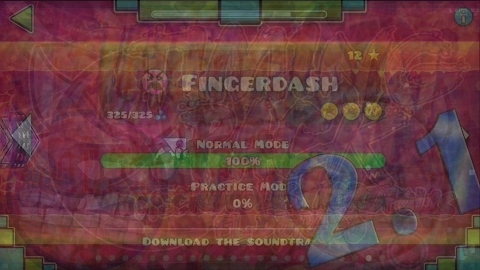 12
FINGERDASH
325/325
NORMAL MODE
100%
PRACTICE MOD
0%
2.1
DOWNLOAD THE SOUNDTRA